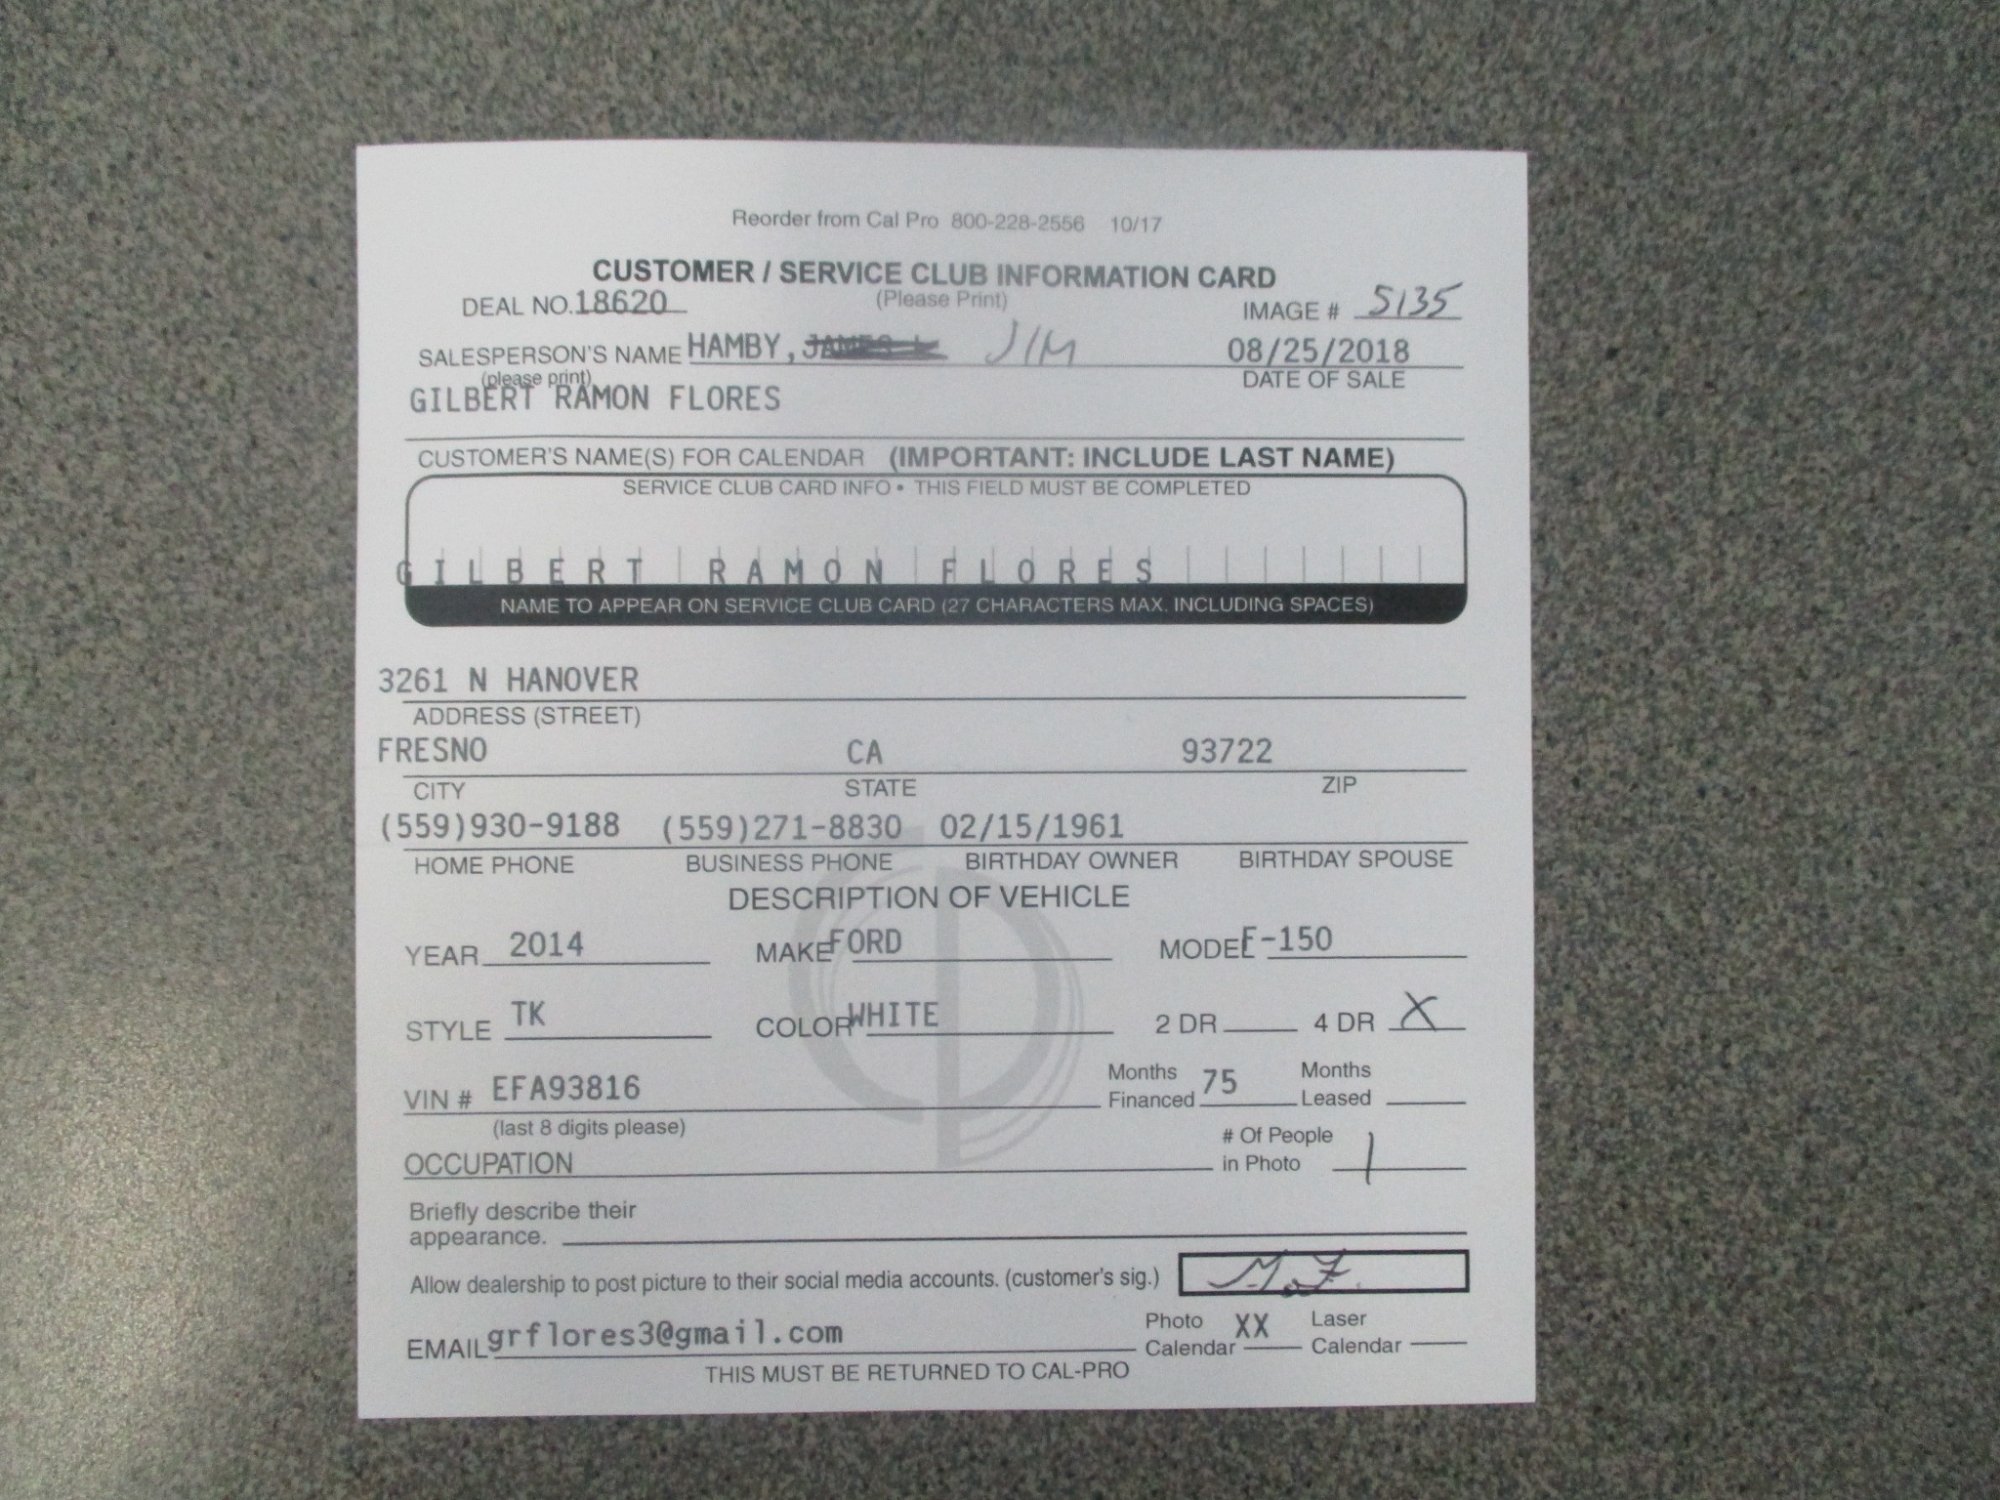 Reorder from Cal Pro 800-228-2556 10/17
CUSTOMER / SERVICE CLUB INFORMATION CARD
DEAL NO. 18620 (Please Print) IMAGE # 5135
SALESPERSON'S NAME HAMBY, JIM 08/25/2018
(please print) DATE OF SALE
GILBERT RAMON FLORES
CUSTOMER'S NAME(S) FOR CALENDAR (IMPORTANT: INCLUDE LAST NAME)
SERVICE CLUB CARD INFO • THIS FIELD MUST BE COMPLETED
GILBERT RAMON FLORES
NAME TO APPEAR ON SERVICE CLUB CARD (27 CHARACTERS MAX. INCLUDING SPACES)
3261 N HANOVER
ADDRESS (STREET)
FRESNO CA 93722
CITY STATE ZIP
(559)930-9188 (559)271-8830 02/15/1961
HOME PHONE BUSINESS PHONE BIRTHDAY OWNER BIRTHDAY SPOUSE
DESCRIPTION OF VEHICLE
YEAR 2014 MAKE FORD MODEL F-150
STYLE TK COLOR WHITE 2 DR 4 DR X
VIN # EFA93816 Months Financed 75 Months Leased
(last 8 digits please)
OCCUPATION # Of People in Photo 1
Briefly describe their
appearance.
Allow dealership to post picture to their social media accounts. (customer's sig.)
EMAIL grflores3@gmail.com Photo Calendar XX Laser Calendar
THIS MUST BE RETURNED TO CAL-PRO